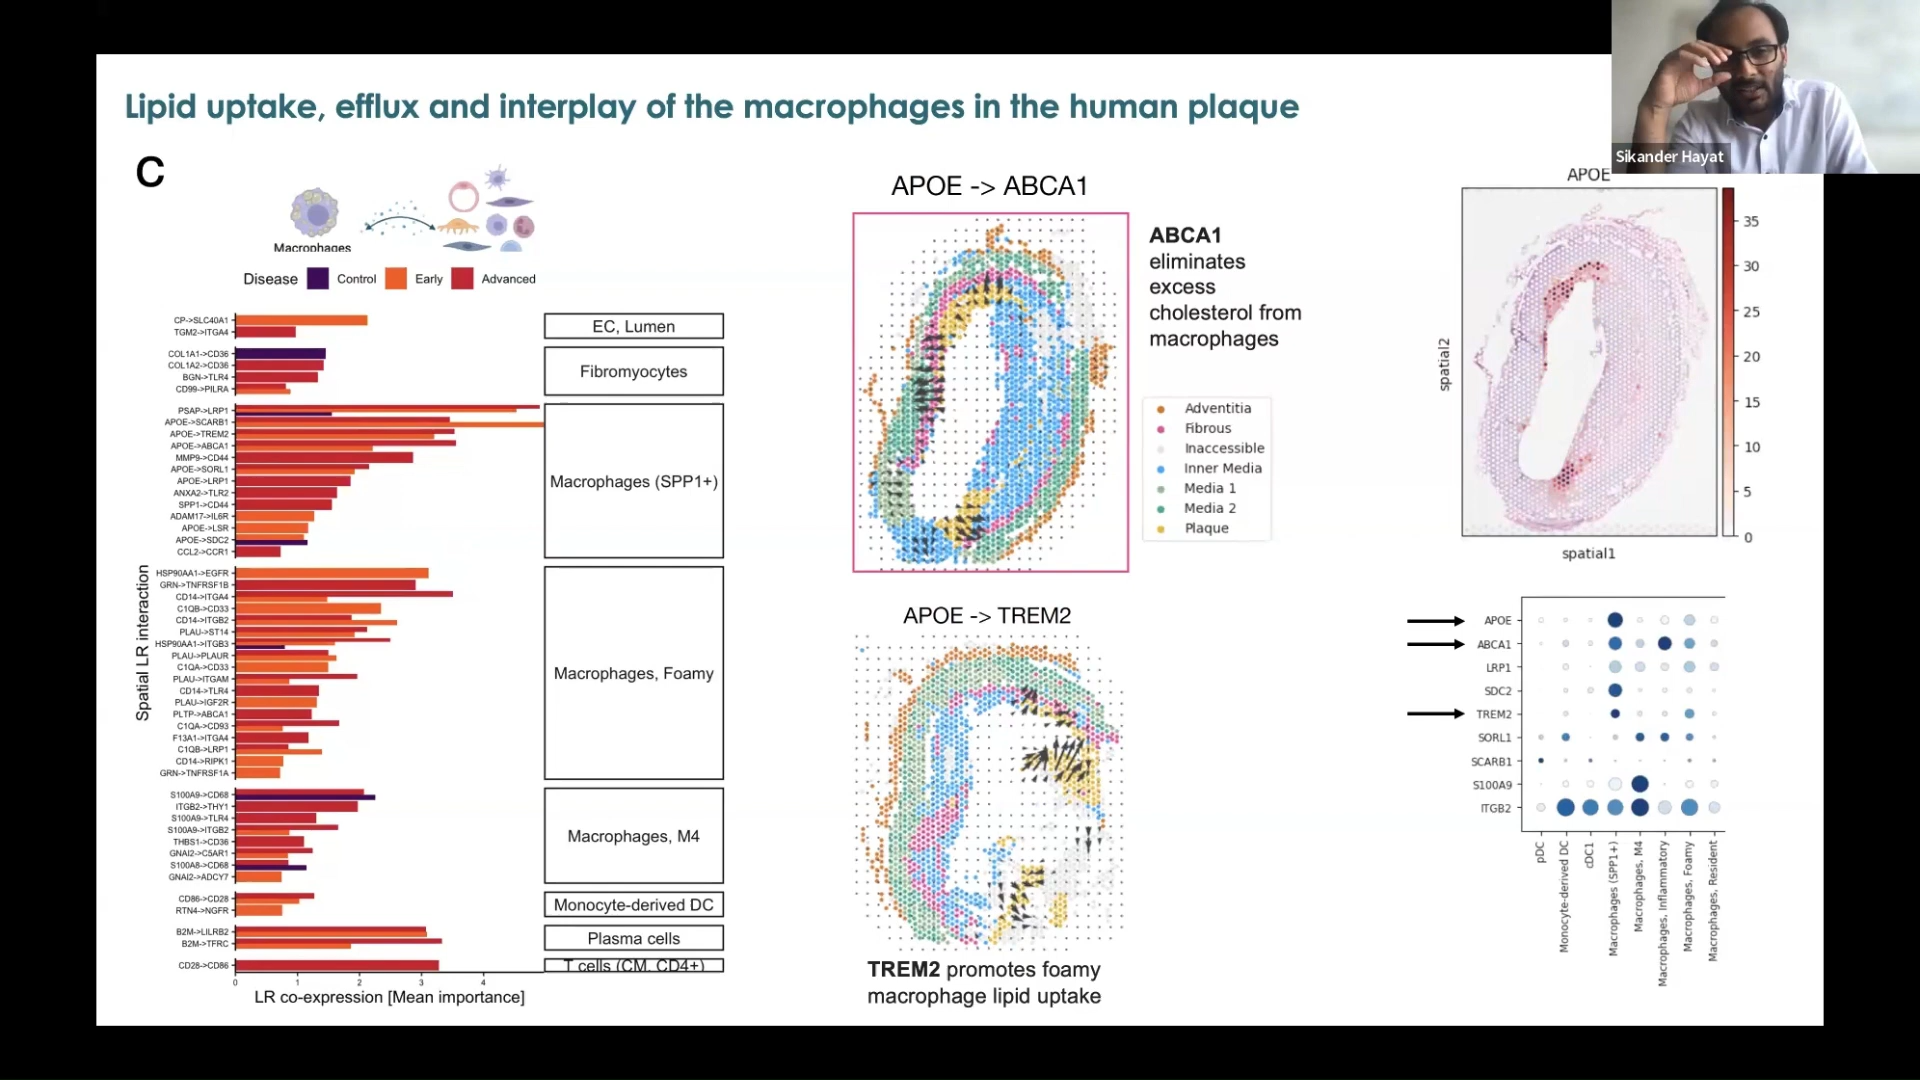 Lipid uptake, efflux and interplay of the macrophages in the human plaque
Sikander Hayat
C
Macrophages
Disease
Control
Early
Advanced
Spatial LR interaction
CP->SLC40A1
TGM2->ITGA4
EC, Lumen
COL1A1->CD36
COL1A2->CD36
BGN->TLR4
CD99->PILRA
Fibromyocytes
PSAP->LRP1
APOE->SCARB1
APOE->TREM2
APOE->ABCA1
MMP9->CD44
APOE->SORL1
APOE->LRP1
ANXA2->TLR2
SPP1->CD44
ADAM17->IL6R
APOE->LSR
APOE->SDC2
CCL2->CCR1
Macrophages (SPP1+)
HSP90AA1->EGFR
GRN->TNFRSF1B
CD14->ITGA4
C1QB->CD33
CD14->ITGB2
PLAU->ST14
HSP90AA1->ITGB3
PLAU->PLAUR
C1QA->CD33
PLAU->ITGAM
CD14->TLR4
PLAU->IGF2R
PLTP->ABCA1
C1QA->CD93
F13A1->ITGA4
C1QB->LRP1
CD14->RIPK1
GRN->TNFRSF1A
Macrophages, Foamy
S100A9->CD68
ITGB2->THY1
S100A9->TLR4
S100A9->ITGB2
THBS1->CD36
GNAI2->C5AR1
S100A8->CD68
GNAI2->ADCY7
Macrophages, M4
CD86->CD28
RTN4->NGFR
Monocyte-derived DC
B2M->LILRB2
B2M->TFRC
Plasma cells
CD28->CD86
T cells (CM, CD4+)
0 1 2 3 4
LR co-expression [Mean importance]
APOE -> ABCA1
ABCA1
eliminates
excess
cholesterol from
macrophages
Adventitia
Fibrous
Inaccessible
Inner Media
Media 1
Media 2
Plaque
APOE -> TREM2
TREM2 promotes foamy
macrophage lipid uptake
APOE
spatial2
spatial1
35
30
25
20
15
10
5
0
APOE
ABCA1
LRP1
SDC2
TREM2
SORL1
SCARB1
S100A9
ITGB2
pDC
Monocyte-derived DC
cDC1
Macrophages (SPP1+)
Macrophages, M4
Macrophages, Inflammatory
Macrophages, Foamy
Macrophages, Resident